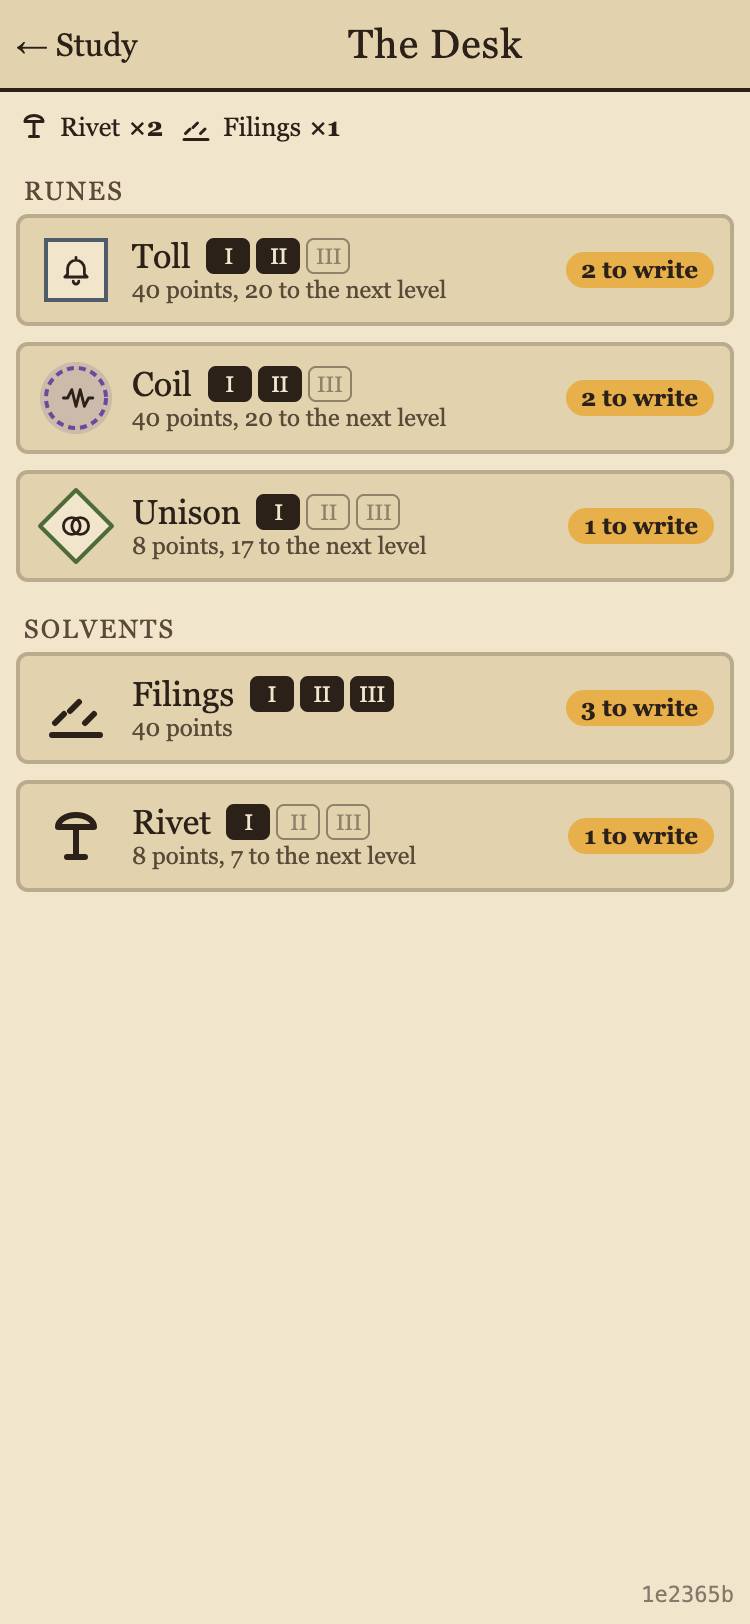 ← Study
The Desk
Rivet ×2 Filings ×1
RUNES
Toll I II III
40 points, 20 to the next level
2 to write
Coil I II III
40 points, 20 to the next level
2 to write
Unison I II III
8 points, 17 to the next level
1 to write
SOLVENTS
Filings I II III
40 points
3 to write
Rivet I II III
8 points, 7 to the next level
1 to write
1e2365b